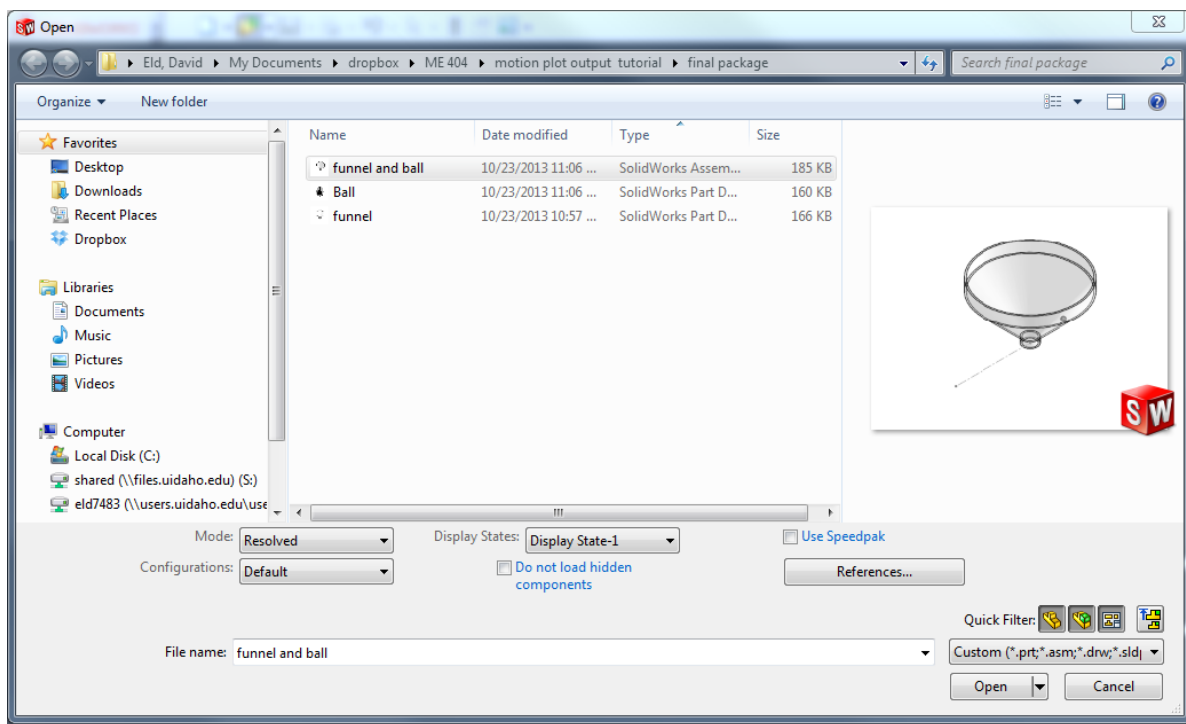 SW Open
Eld, David My Documents dropbox ME 404 motion plot output tutorial final package Search final package
Organize New folder
Name Date modified Type Size
Favorites
Desktop
Downloads
Recent Places
Dropbox
Libraries
Documents
Music
Pictures
Videos
Computer
Local Disk (C:)
shared (\\files.uidaho.edu) (S:)
eld7483 (\\users.uidaho.edu\use
funnel and ball 10/23/2013 11:06 ... SolidWorks Assem... 185 KB
Ball 10/23/2013 11:06 ... SolidWorks Part D... 160 KB
funnel 10/23/2013 10:57 ... SolidWorks Part D... 166 KB
SW
Mode: Resolved Display States: Display State-1 Use Speedpak
Configurations: Default Do not load hidden
components References...
Quick Filter:
File name: funnel and ball Custom (*.prt;*.asm;*.drw;*.sld
Open Cancel